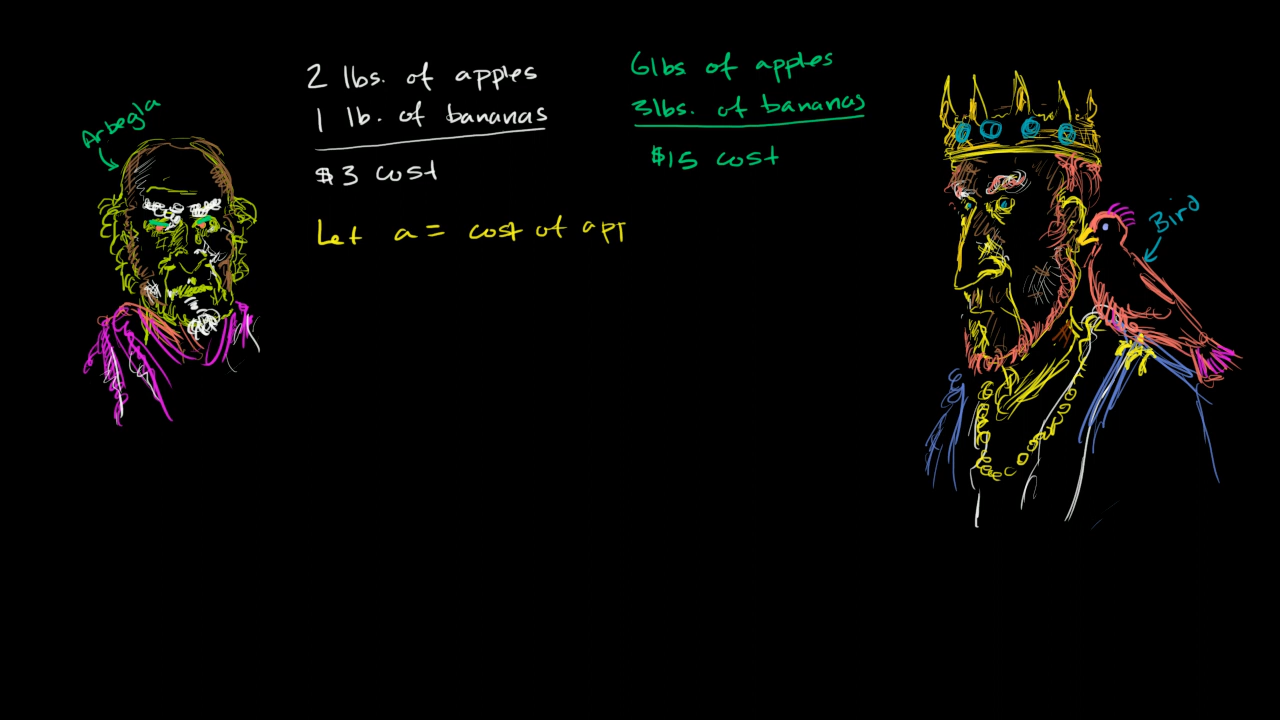 Arbegla
2 lbs. of apples
1 lb. of bananas
$3 cost
6lbs of apples
3lbs. of bananas
$15 cost
Let a = cost of app
Bird